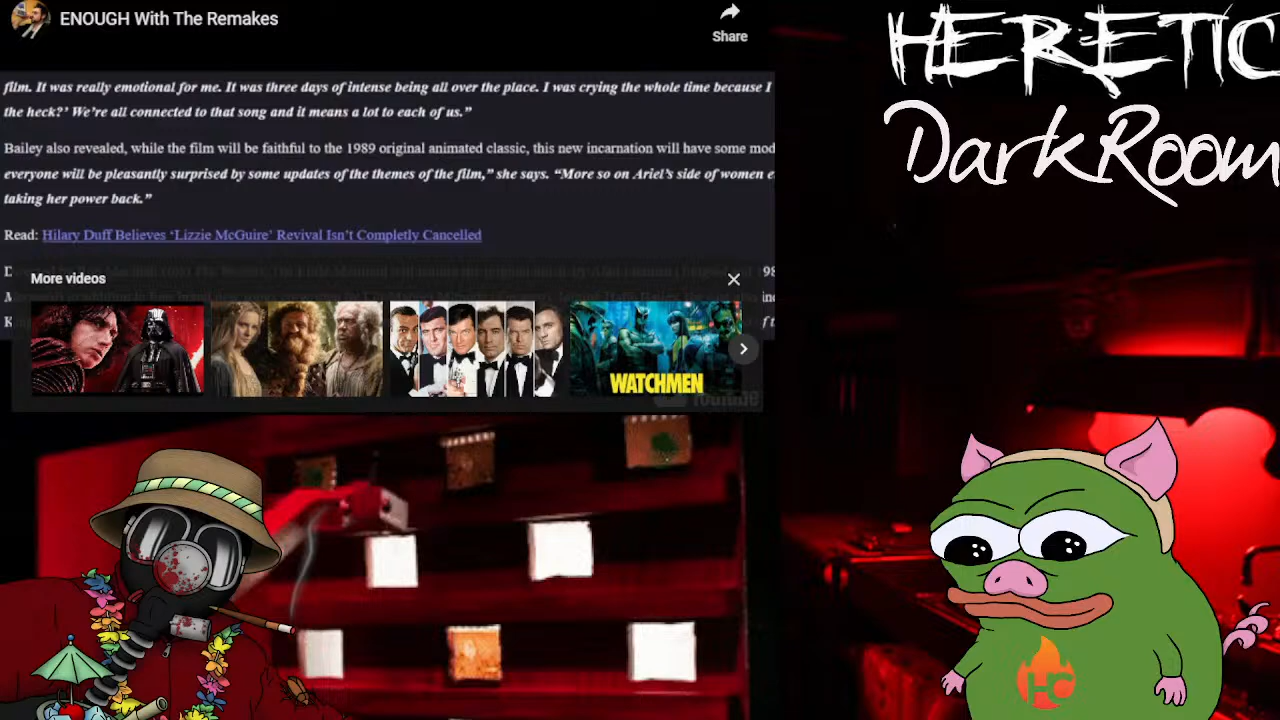 ENOUGH With The Remakes
Share
HERETIC
DarkRoom
film. It was really emotional for me. It was three days of intense being all over the place. I was crying the whole time because I
the heck?’ We’re all connected to that song and it means a lot to each of us.”
Bailey also revealed, while the film will be faithful to the 1989 original animated classic, this new incarnation will have some mod
everyone will be pleasantly surprised by some updates of the themes of the film,” she says. “More so on Ariel’s side of women e
taking her power back.”
Read: Hilary Duff Believes ‘Lizzie McGuire’ Revival Isn’t Completly Cancelled
More videos
WATCHMEN
YouTube
HC